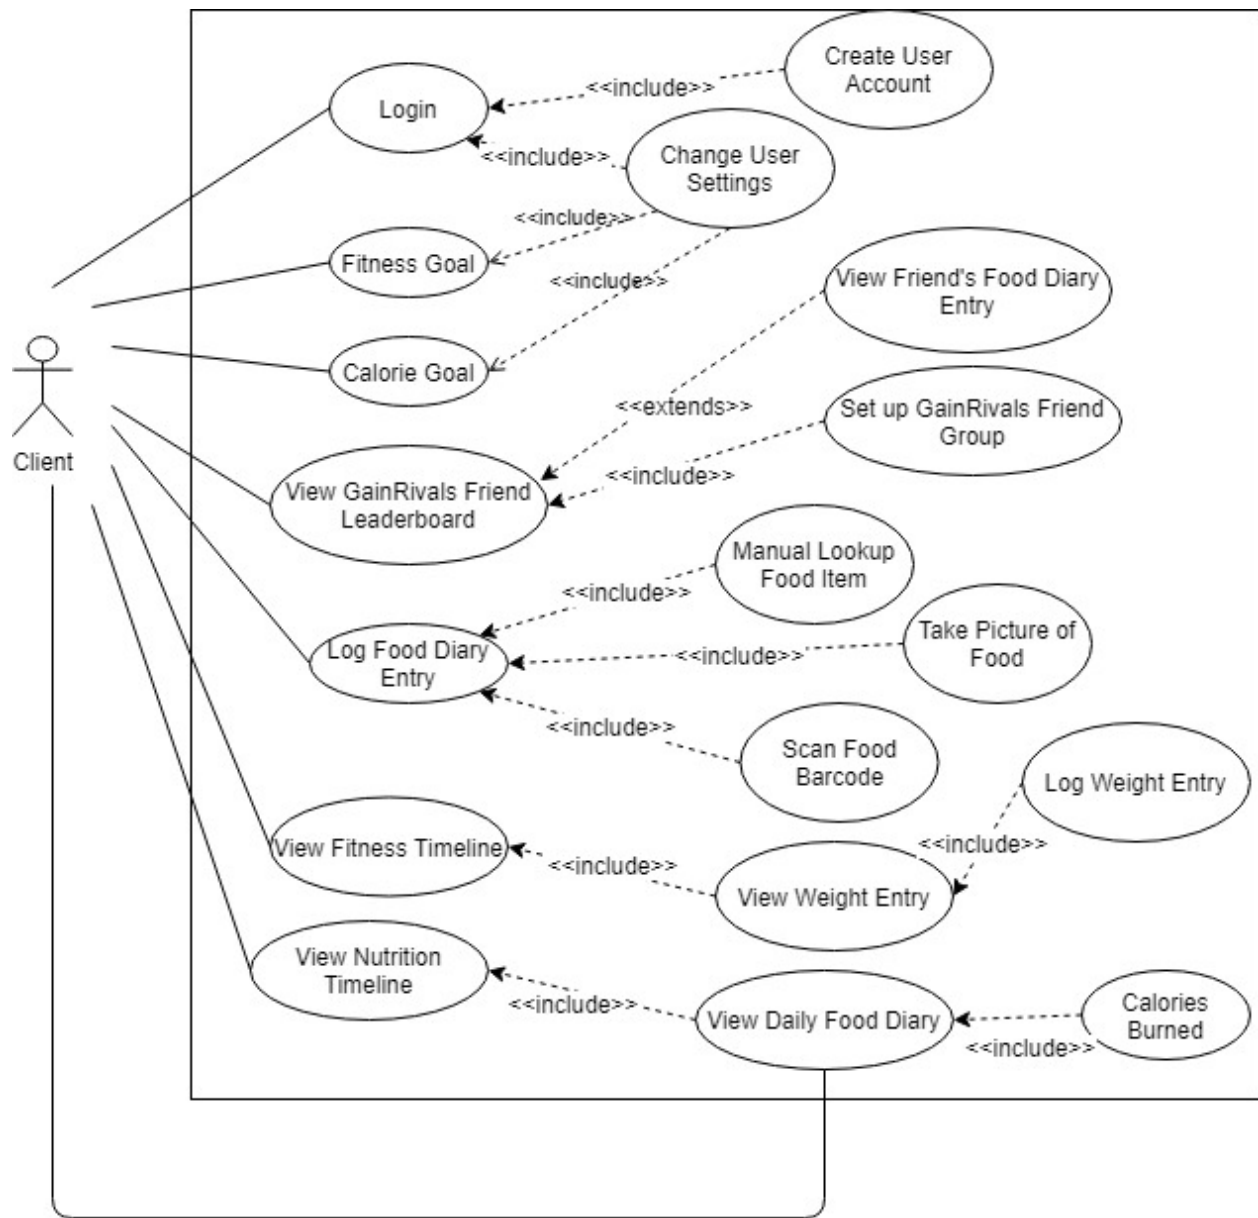 Create User
Account
<<include>>
Login
Change User
Settings
<<include>>
<<include>>
Fitness Goal
<<include>>
View Friend's Food Diary
Entry
Calorie Goal
<<extends>>
Set up GainRivals Friend
Group
Client
<<include>>
View GainRivals Friend
Leaderboard
Manual Lookup
Food Item
<<include>>
Take Picture of
Food
Log Food Diary
Entry
<<include>>
<<include>>
Scan Food
Barcode
Log Weight Entry
<<include>>
View Fitness Timeline
<<include>>
View Weight Entry
View Nutrition
Timeline
<<include>>
View Daily Food Diary
Calories
Burned
<<include>>